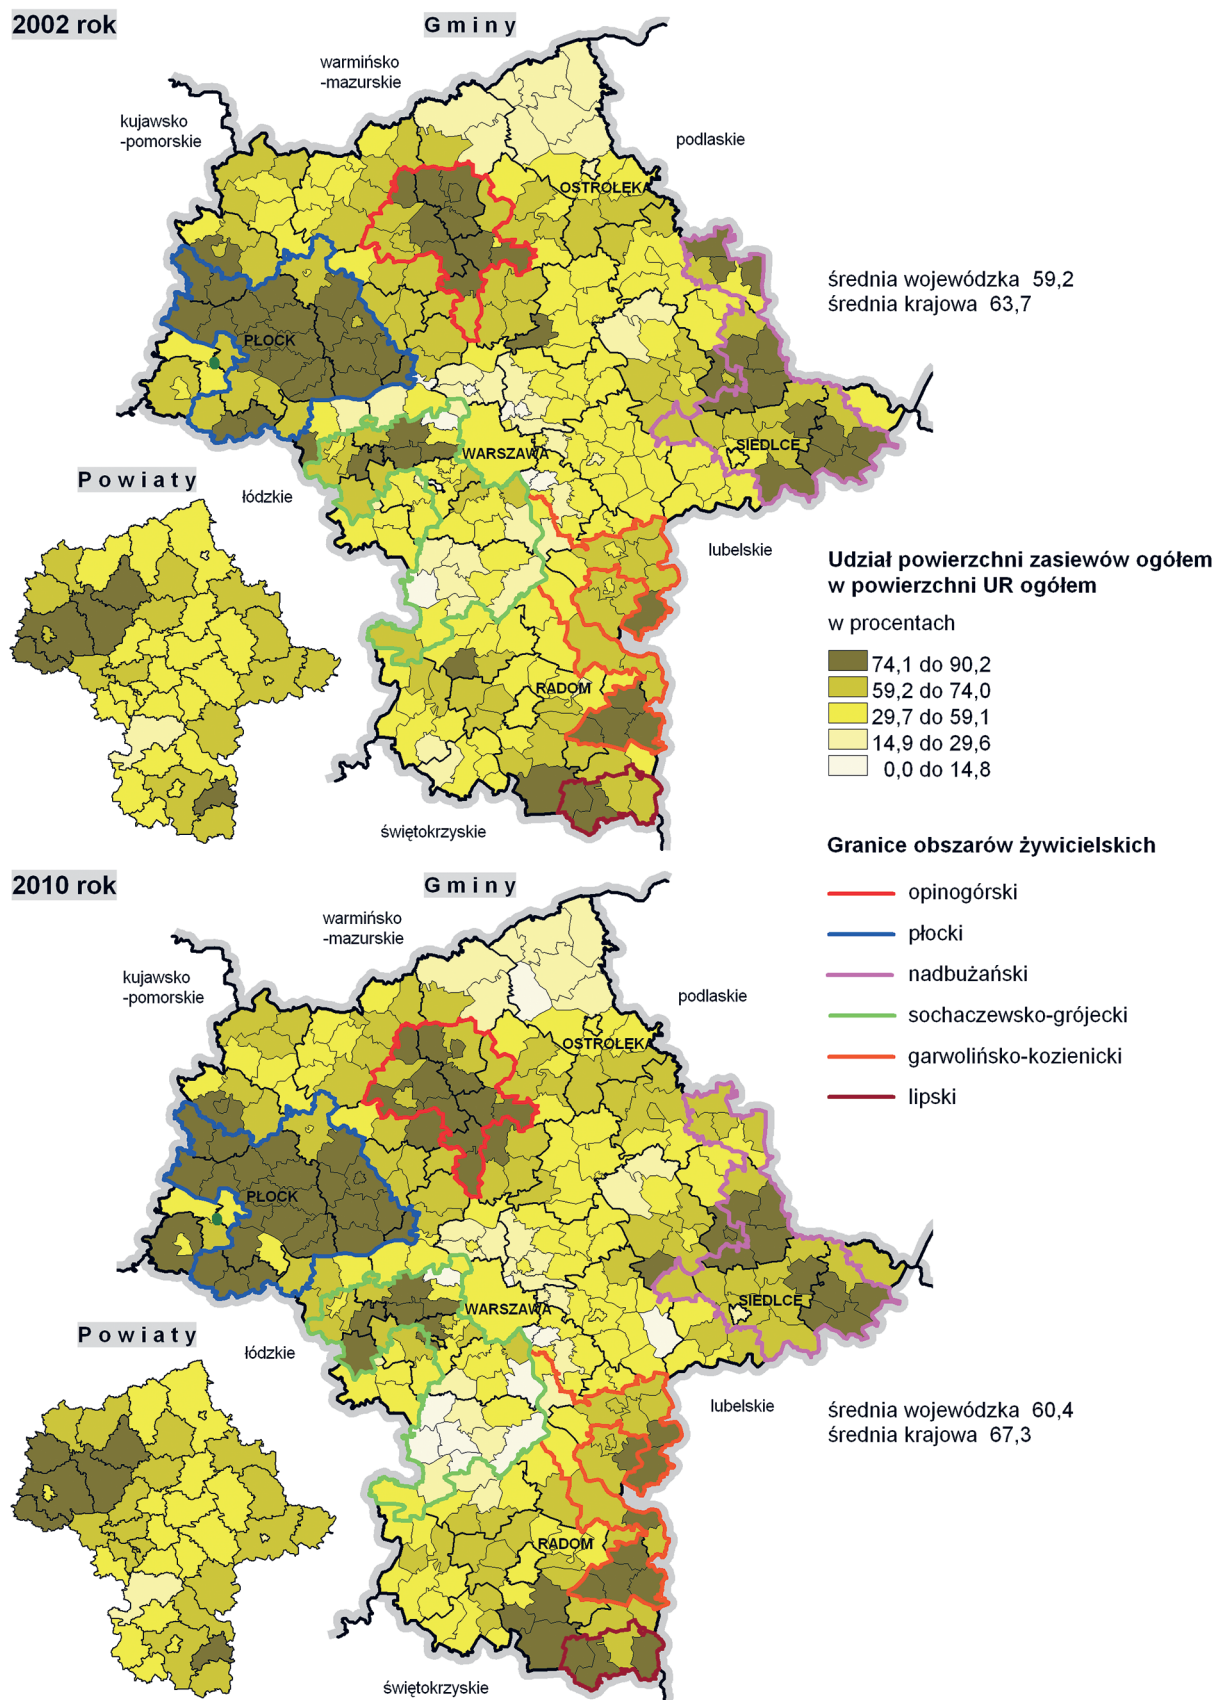 2002 rok
Gminy
warmińsko
-mazurskie
kujawsko
-pomorskie
podlaskie
OSTROŁĘKA
średnia wojewódzka 59,2
średnia krajowa 63,7
PŁOCK
SIEDLCE
WARSZAWA
Powiaty
łódzkie
lubelskie
Udział powierzchni zasiewów ogółem
w powierzchni UR ogółem
w procentach
74,1 do 90,2
59,2 do 74,0
29,7 do 59,1
14,9 do 29,6
0,0 do 14,8
RADOM
świętokrzyskie
Granice obszarów żywicielskich
opinogórski
płocki
nadbużański
sochaczewsko-grójecki
garwolińsko-kozienicki
lipski
2010 rok
Gminy
warmińsko
-mazurskie
kujawsko
-pomorskie
podlaskie
OSTROŁĘKA
PŁOCK
SIEDLCE
WARSZAWA
Powiaty
łódzkie
lubelskie
średnia wojewódzka 60,4
średnia krajowa 67,3
RADOM
świętokrzyskie